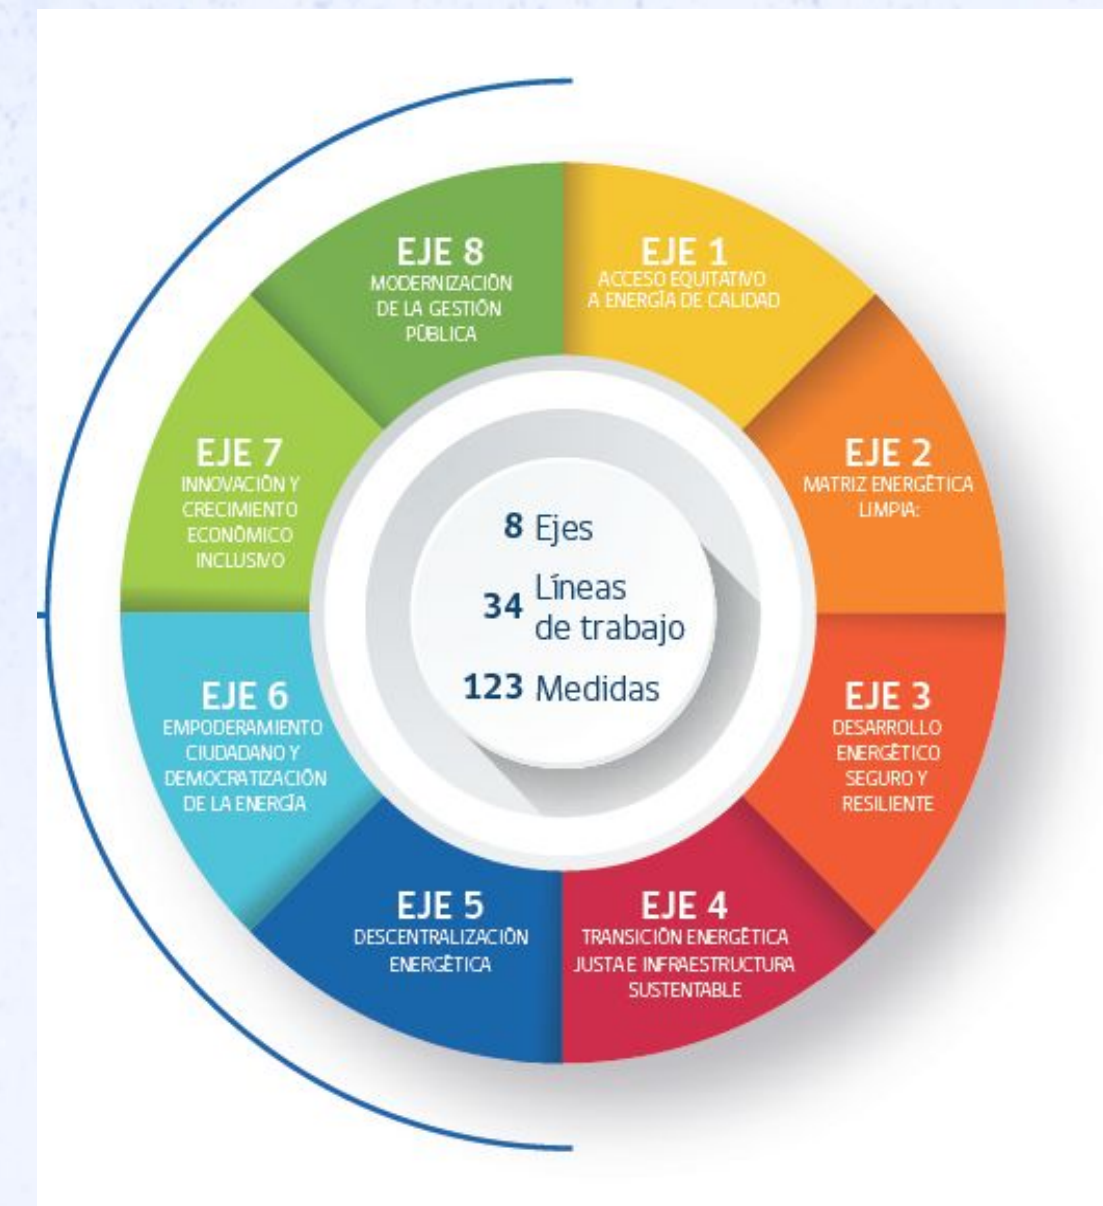 EJE 1
ACCESO EQUITATIVO
A ENERGÍA DE CALIDAD
EJE 2
MATRIZ ENERGÉTICA
LIMPIA:
EJE 3
DESARROLLO
ENERGÉTICO
SEGURO Y
RESILIENTE
EJE 4
TRANSICIÓN ENERGÉTICA
JUSTA E INFRAESTRUCTURA
SUSTENTABLE
EJE 5
DESCENTRALIZACIÓN
ENERGÉTICA
EJE 6
EMPODERAMIENTO
CIUDADANO Y
DEMOCRATIZACIÓN
DE LA ENERGÍA
EJE 7
INNOVACIÓN Y
CRECIMIENTO
ECONÓMICO
INCLUSIVO
EJE 8
MODERNIZACIÓN
DE LA GESTIÓN
PÚBLICA
8 Ejes
34 Líneas
de trabajo
123 Medidas